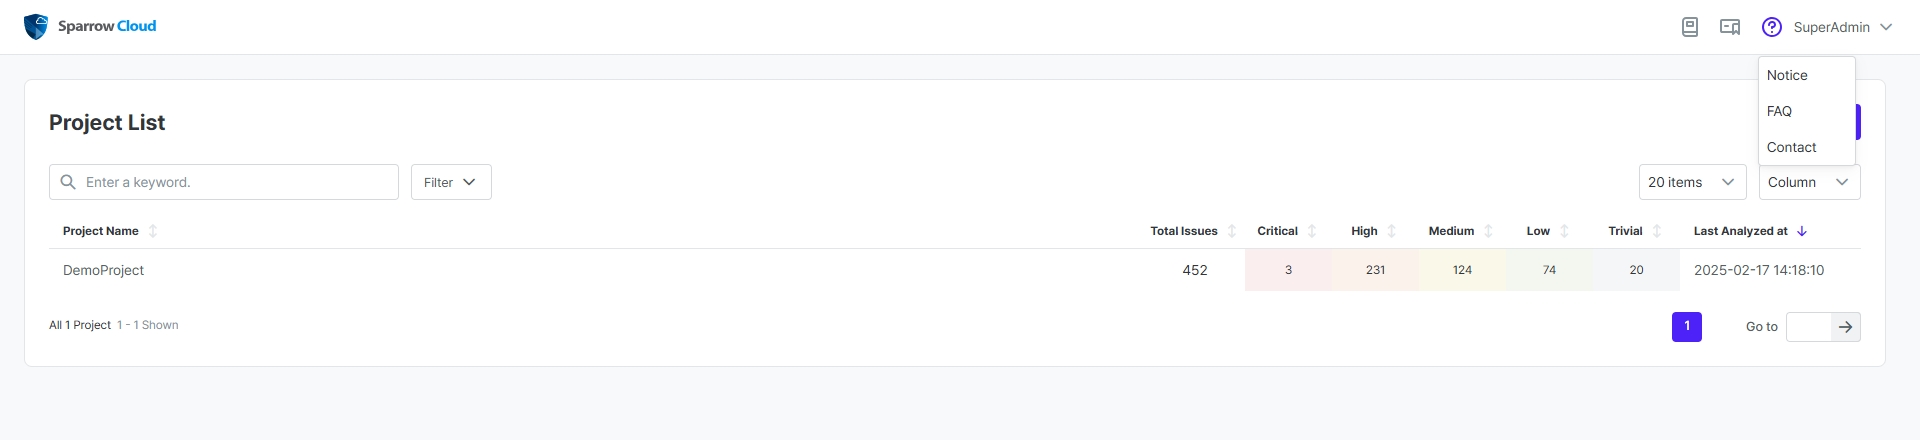 Sparrow Cloud
SuperAdmin
Notice
FAQ
Contact
Project List
Enter a keyword.
Filter
20 items
Column
Project Name Total Issues Critical High Medium Low Trivial Last Analyzed at
DemoProject 452 3 231 124 74 20 2025-02-17 14:18:10
All 1 Project 1 - 1 Shown
1
Go to